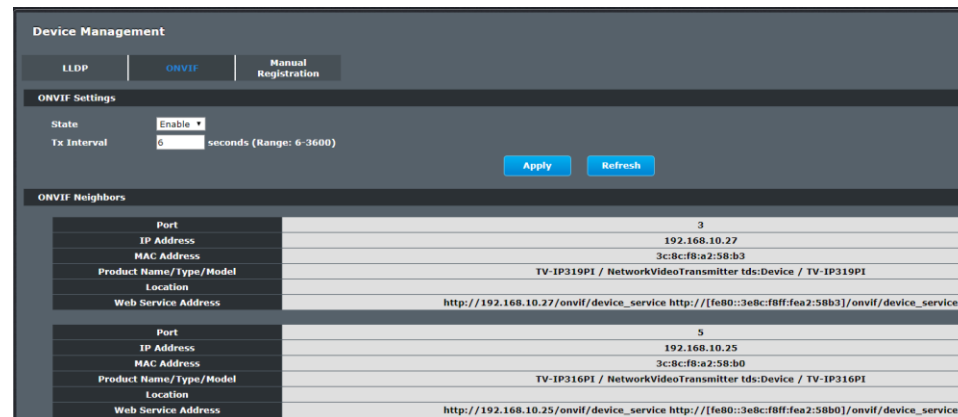 Device Management
LLDP
ONVIF
Manual
Registration
ONVIF Settings
State Enable
Tx Interval 6 seconds (Range: 6-3600)
Apply Refresh
ONVIF Neighbors
Port 3
IP Address 192.168.10.27
MAC Address 3c:8c:f8:a2:58:b3
Product Name/Type/Model TV-IP319PI / NetworkVideoTransmitter tds:Device / TV-IP319PI
Location
Web Service Address http://192.168.10.27/onvif/device_service http://[fe80::3e8c:f8ff:fea2:58b3]/onvif/device_service
Port 5
IP Address 192.168.10.25
MAC Address 3c:8c:f8:a2:58:b0
Product Name/Type/Model TV-IP316PI / NetworkVideoTransmitter tds:Device / TV-IP316PI
Location
Web Service Address http://192.168.10.25/onvif/device_service http://[fe80::3e8c:f8ff:fea2:58b0]/onvif/device_service